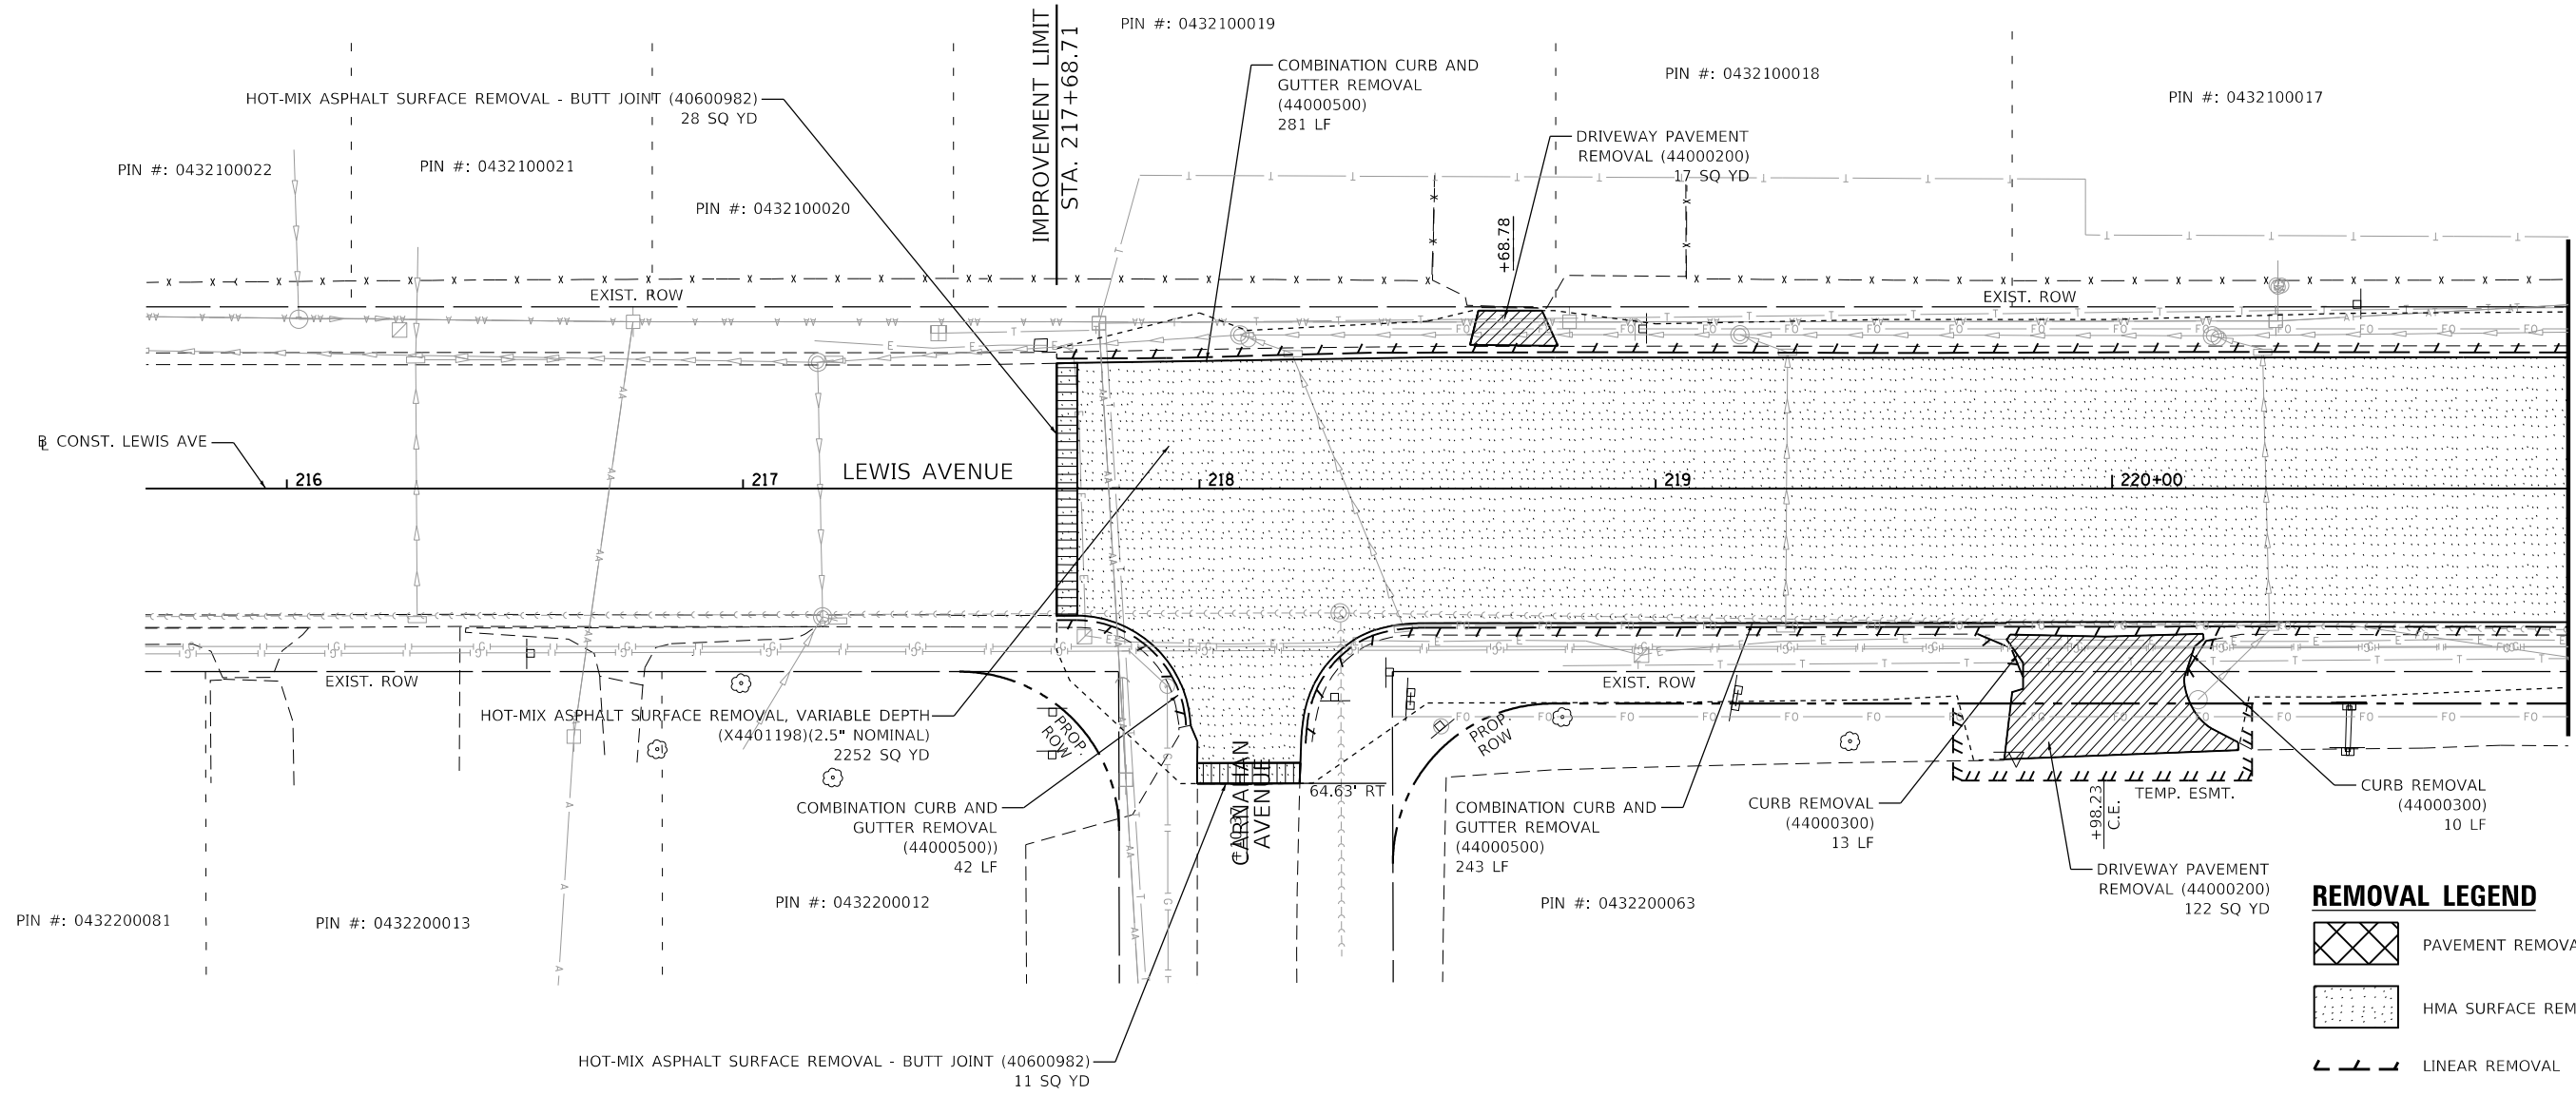 PIN #: 0432100019
IMPROVEMENT LIMIT
STA. 217+68.71
COMBINATION CURB AND
GUTTER REMOVAL
(44000500)
281 LF
PIN #: 0432100018
PIN #: 0432100017
HOT-MIX ASPHALT SURFACE REMOVAL - BUTT JOINT (40600982)
28 SQ YD
DRIVEWAY PAVEMENT
REMOVAL (44000200)
17 SQ YD
PIN #: 0432100022
PIN #: 0432100021
PIN #: 0432100020
+68.78
EXIST. ROW
EXIST. ROW
℄ CONST. LEWIS AVE
LEWIS AVENUE
216
217
218
219
220+00
EXIST. ROW
EXIST. ROW
HOT-MIX ASPHALT SURFACE REMOVAL, VARIABLE DEPTH
(X4401198)(2.5" NOMINAL)
2252 SQ YD
PROP.
ROW
PROP.
ROW
64.63' RT
CARNAHAN
AVENUE
COMBINATION CURB AND
GUTTER REMOVAL
(44000500))
42 LF
COMBINATION CURB AND
GUTTER REMOVAL
(44000500)
243 LF
CURB REMOVAL
(44000300)
13 LF
TEMP. ESMT.
+98.23
C.E.
CURB REMOVAL
(44000300)
10 LF
DRIVEWAY PAVEMENT
REMOVAL (44000200)
122 SQ YD
PIN #: 0432200081
PIN #: 0432200013
PIN #: 0432200012
PIN #: 0432200063
HOT-MIX ASPHALT SURFACE REMOVAL - BUTT JOINT (40600982)
11 SQ YD
REMOVAL LEGEND
PAVEMENT REMOVA
HMA SURFACE REM
LINEAR REMOVAL